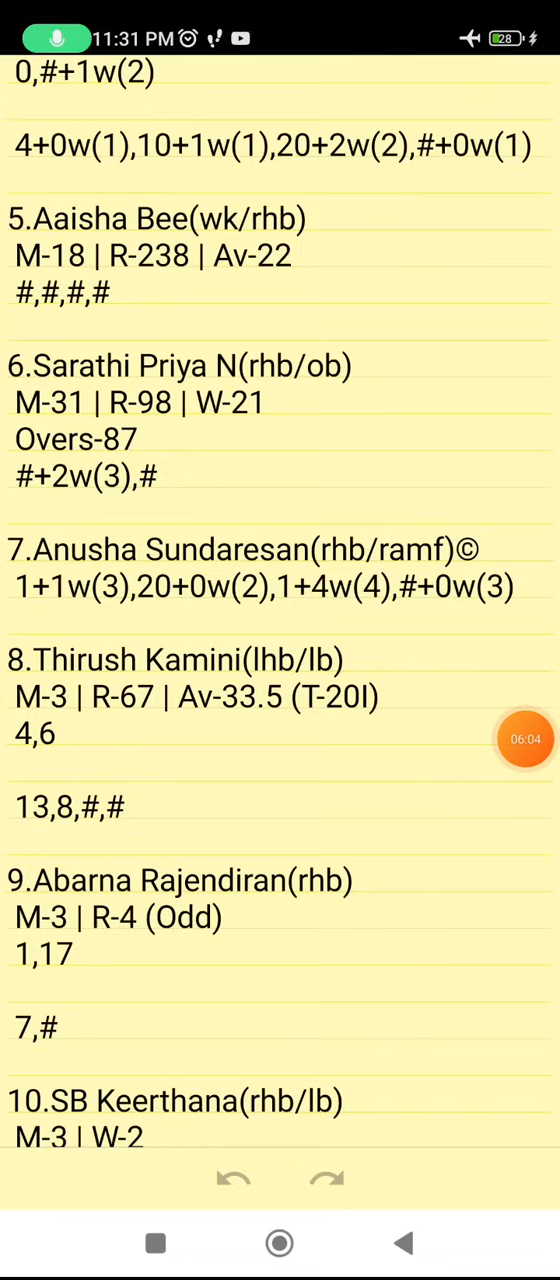 11:31 PM
28
0,#+1w(2)
4+0w(1),10+1w(1),20+2w(2),#+0w(1)
5.Aaisha Bee(wk/rhb)
M-18 | R-238 | Av-22
#,#,#,#
6.Sarathi Priya N(rhb/ob)
M-31 | R-98 | W-21
Overs-87
#+2w(3),#
7.Anusha Sundaresan(rhb/ramf)©
1+1w(3),20+0w(2),1+4w(4),#+0w(3)
8.Thirush Kamini(lhb/lb)
M-3 | R-67 | Av-33.5 (T-20I)
4,6
06:04
13,8,#,#
9.Abarna Rajendiran(rhb)
M-3 | R-4 (Odd)
1,17
7,#
10.SB Keerthana(rhb/lb)
M-3 | W-2